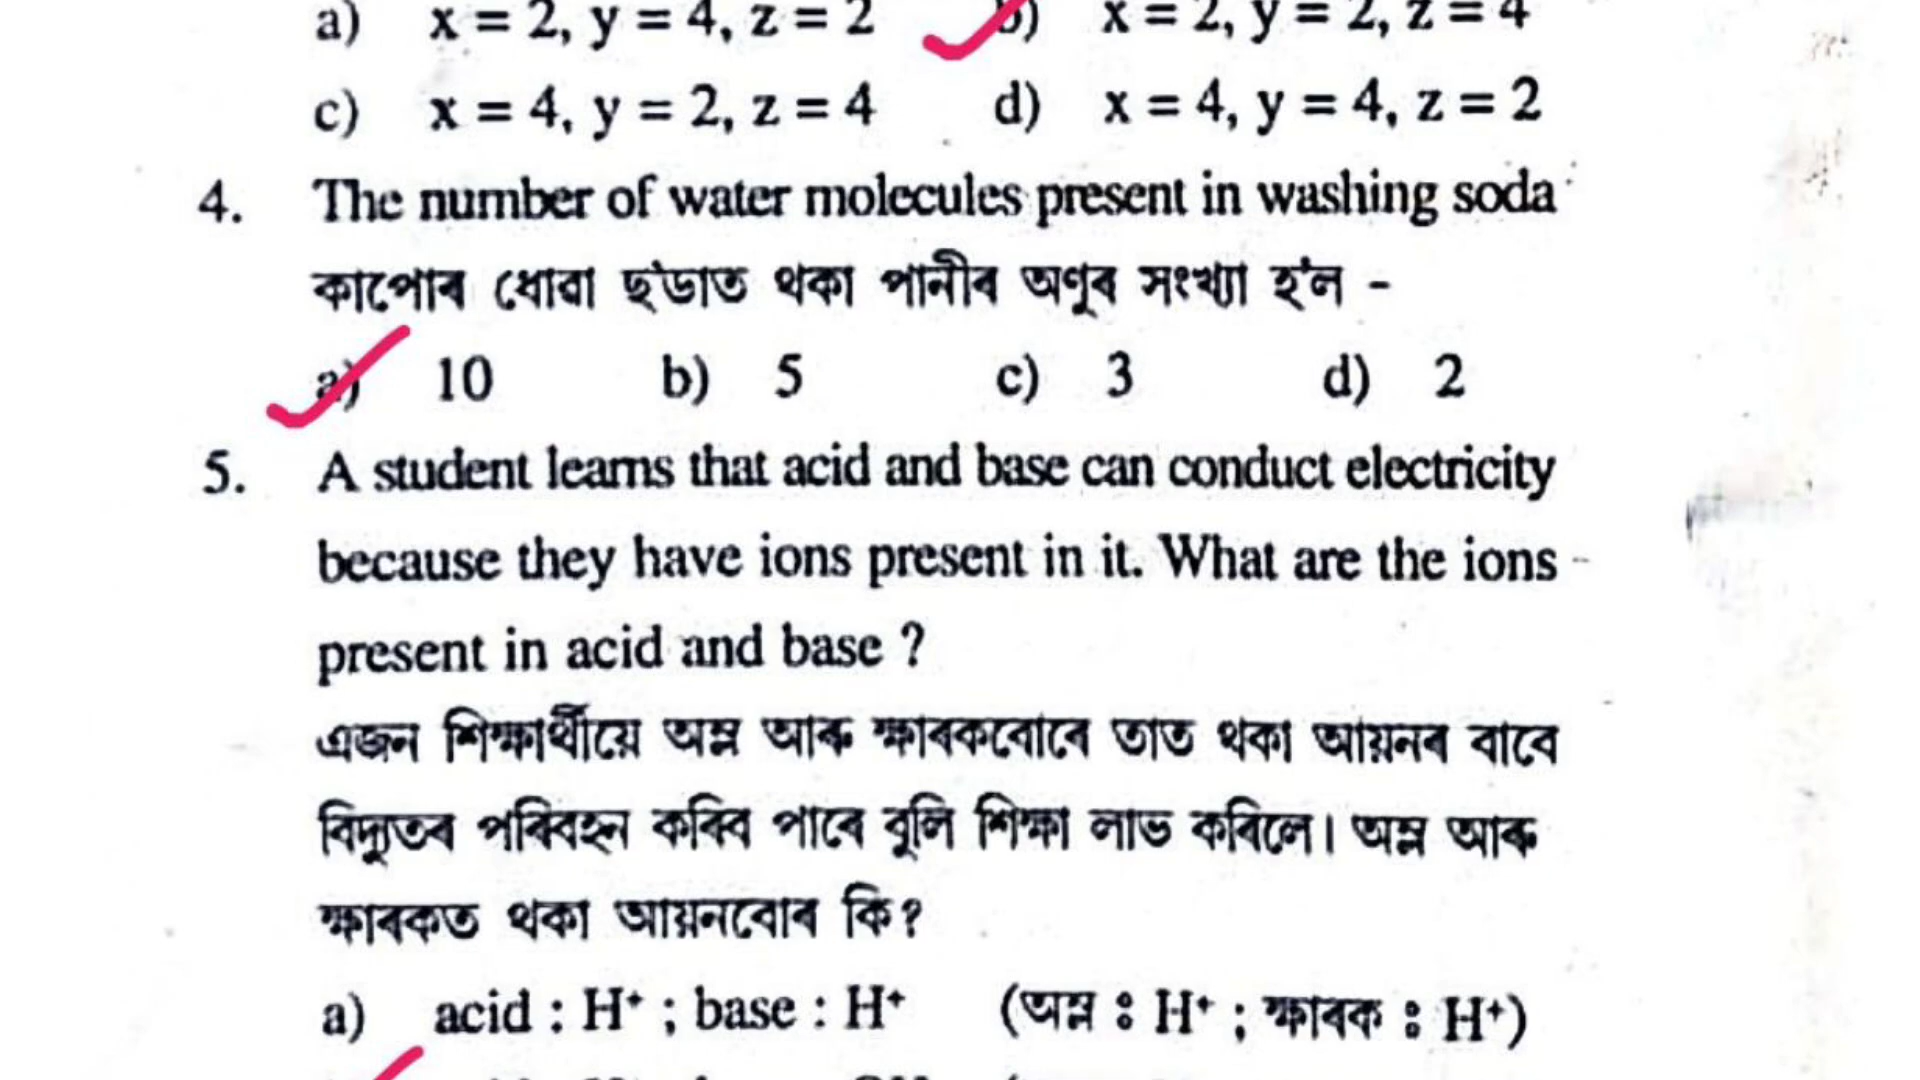 a) x = 2, y = 4, z = 2 b) x = 2, y = 2, z = 4
c) x = 4, y = 2, z = 4 d) x = 4, y = 4, z = 2
4. The number of water molecules present in washing soda
কাপোৰ ধোৱা ছ'ডাত থকা পানীৰ অণুৰ সংখ্যা হ'ল -
a) 10 b) 5 c) 3 d) 2
5. A student learns that acid and base can conduct electricity
because they have ions present in it. What are the ions
present in acid and base ?
এজন শিক্ষাৰ্থীয়ে অম্ল আৰু ক্ষাৰকবোৰে তাত থকা আয়নৰ বাবে
বিদ্যুতৰ পৰিবহন কৰিব পাৰে বুলি শিক্ষা লাভ কৰিলে। অম্ল আৰু
ক্ষাৰকত থকা আয়নবোৰ কি?
a) acid : H⁺ ; base : H⁺ (অম্ল ঃ H⁺ ; ক্ষাৰক ঃ H⁺)